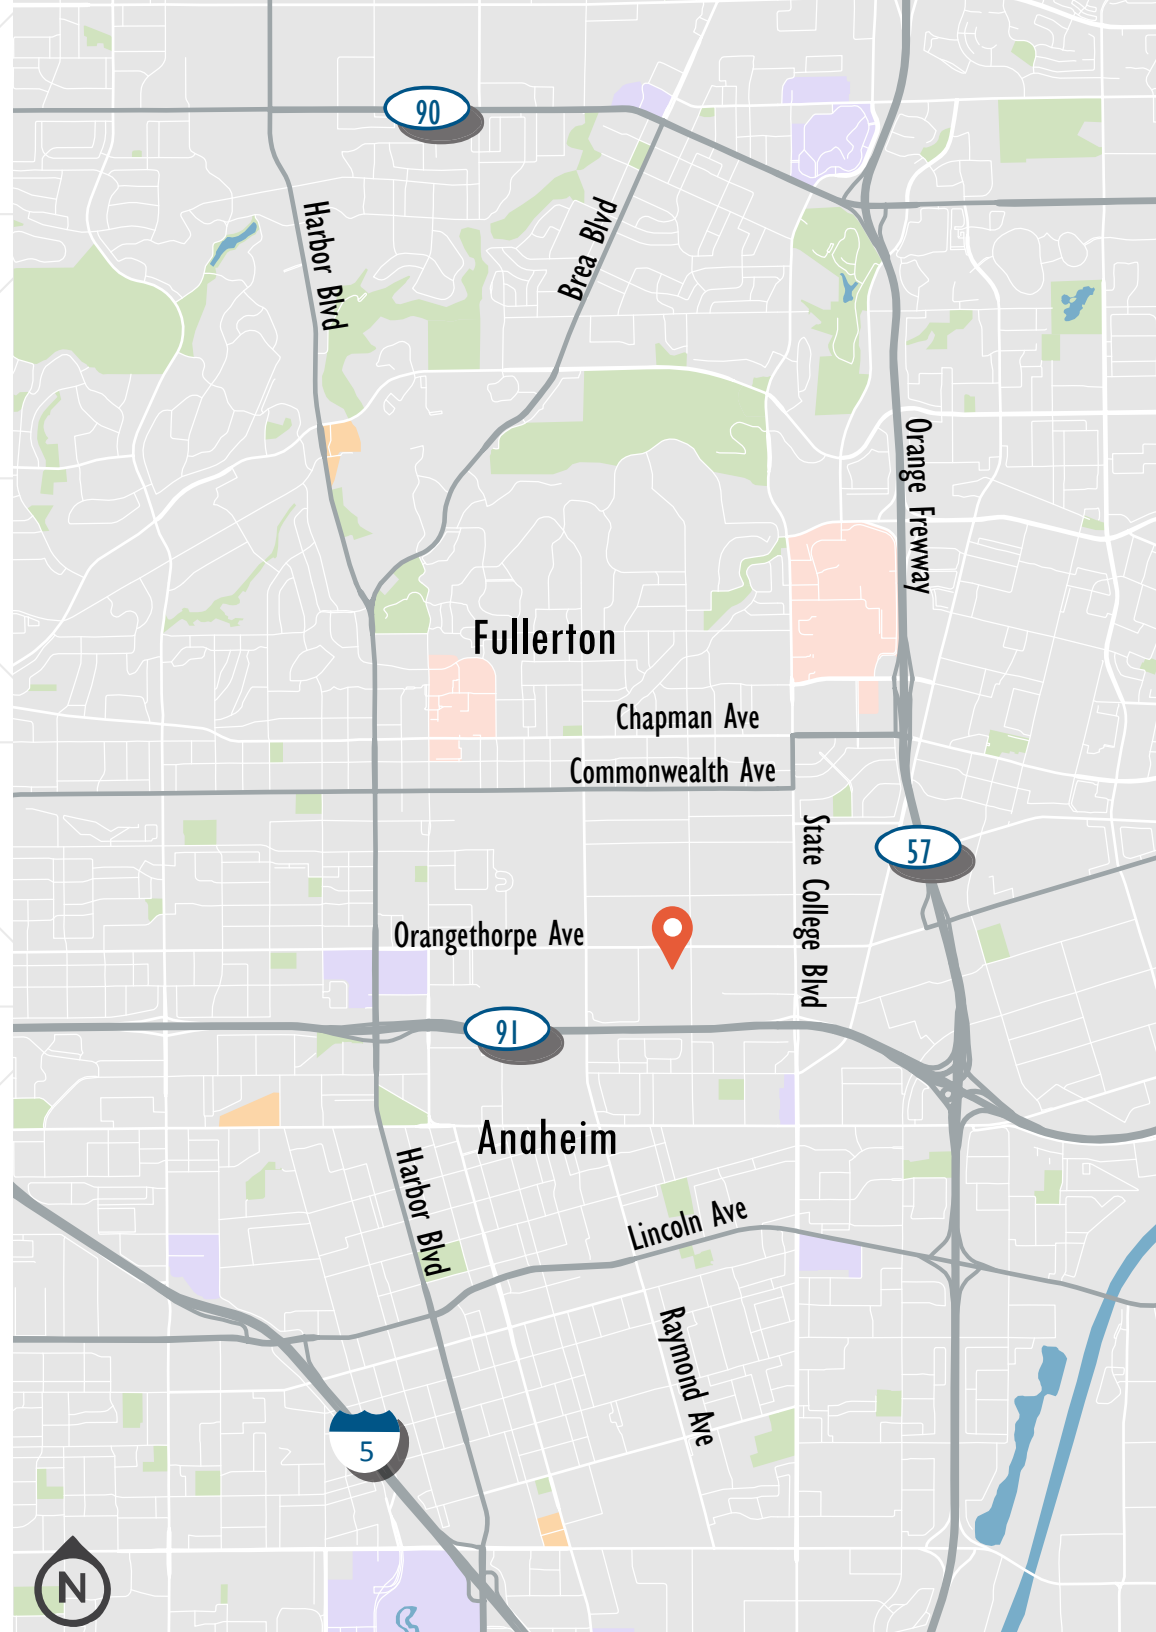 90
Harbor Blvd
Brea Blvd
Orange Frewway
Fullerton
Chapman Ave
Commonwealth Ave
State College Blvd
57
Orangethorpe Ave
91
Anaheim
Harbor Blvd
Lincoln Ave
Raymond Ave
5
N